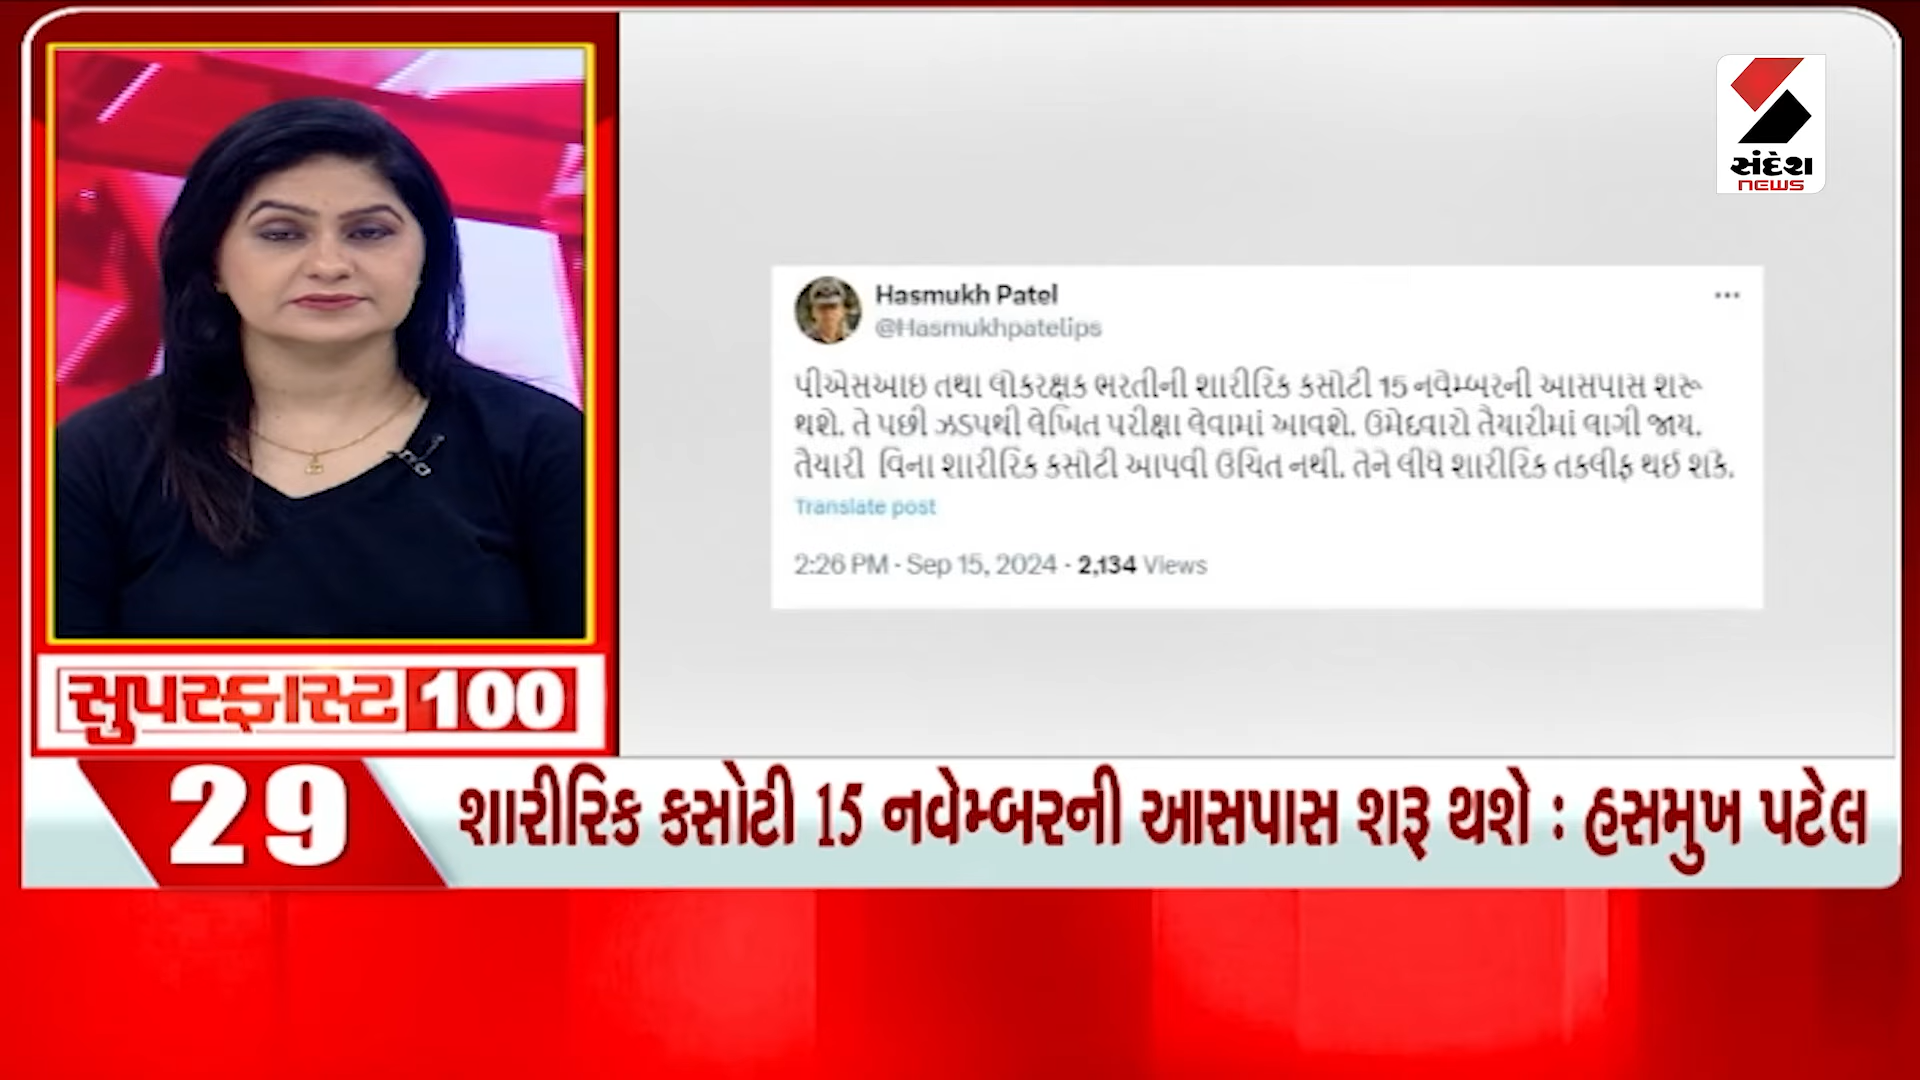 સંદેશ
NEWS
Hasmukh Patel
@Hasmukhpatelips
પીએસઆઇ તથા લોકરક્ષક ભરતીની શારીરિક કસોટી 15 નવેમ્બરની આસપાસ શરૂ
થશે. તે પછી ઝડપથી લેખિત પરીક્ષા લેવામાં આવશે. ઉમેદવારો તૈયારીમાં લાગી જાય.
તૈયારી વિના શારીરિક કસોટી આપવી ઉચિત નથી. તેને લીધે શારીરિક તકલીફ થઈ શકે.
Translate post
2:26 PM · Sep 15, 2024 · 2,134 Views
સુપરફાસ્ટ 100
29 શારીરિક કસોટી 15 નવેમ્બરની આસપાસ શરૂ થશે : હસમુખ પટેલ